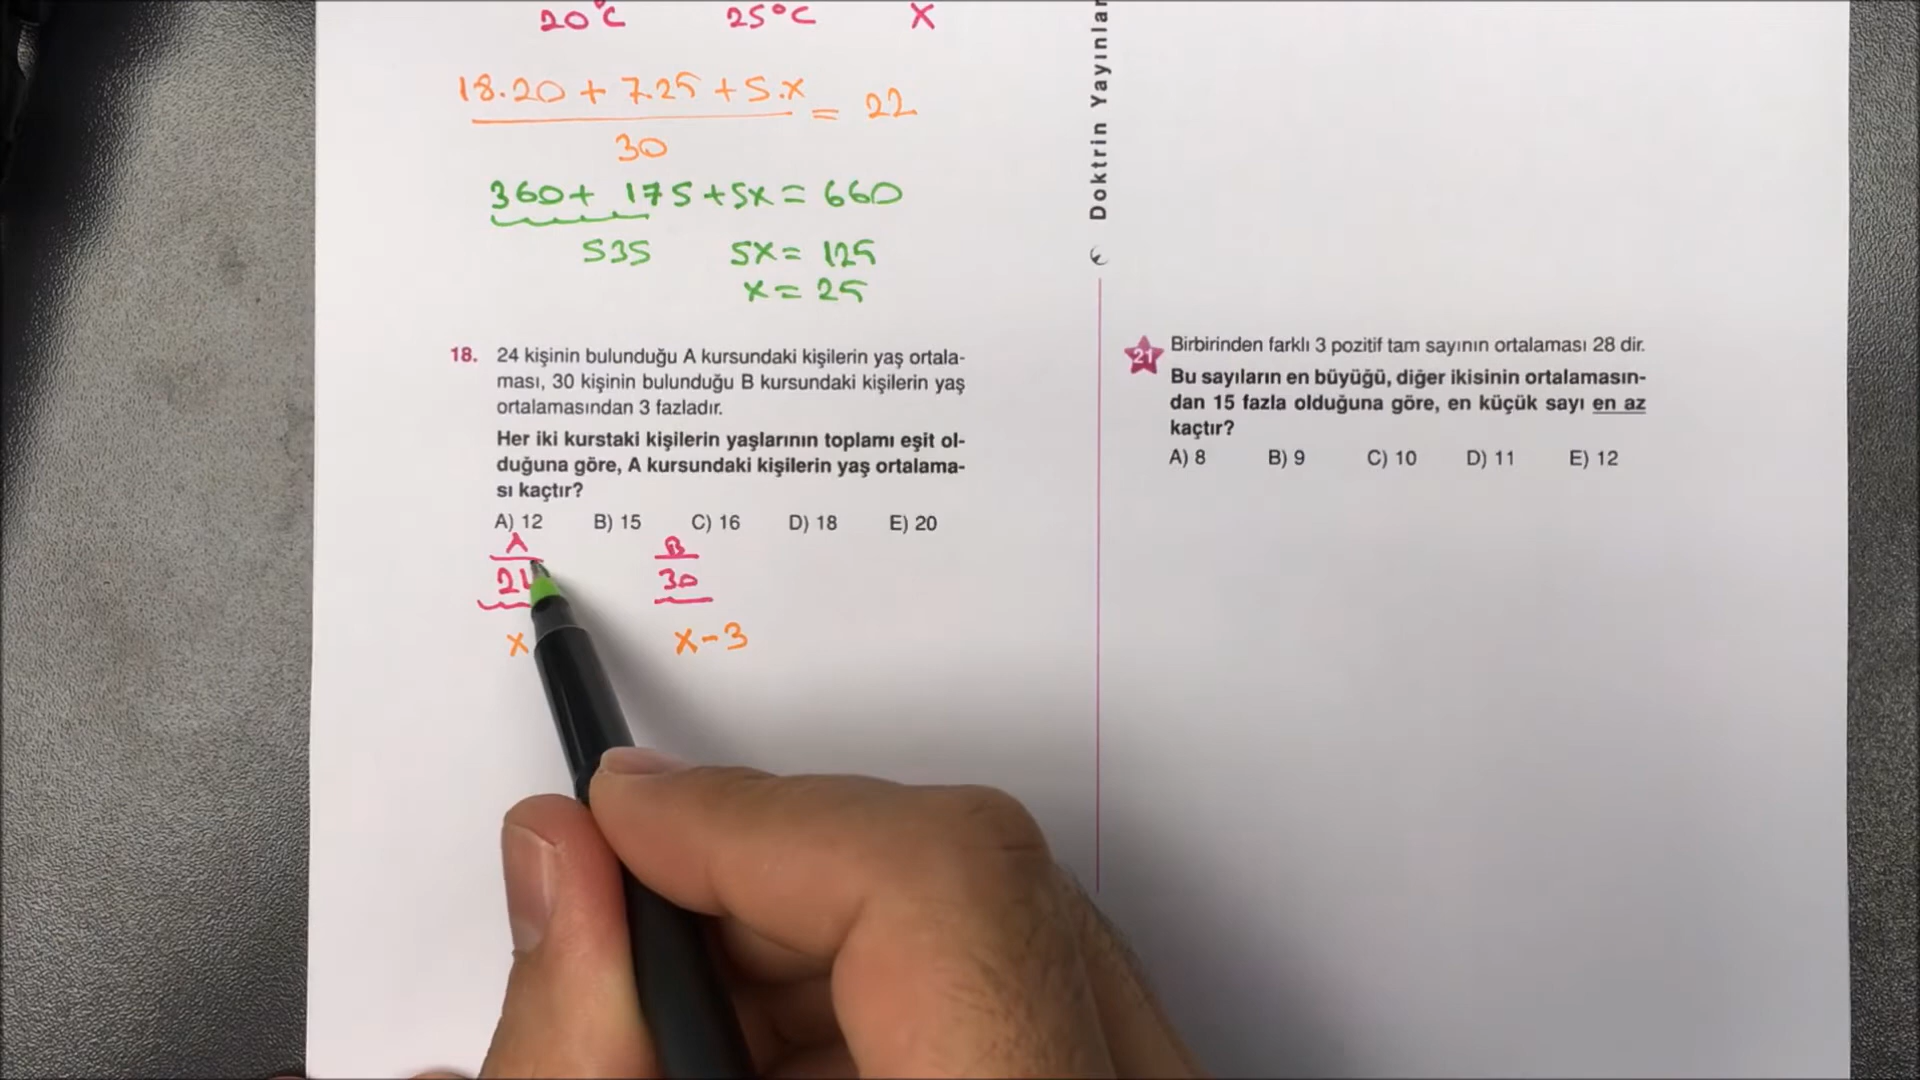 20°C 25°C x
18.20 + 7.25 + 5.x = 22
30
360 + 175 + 5x = 660
535 5x = 125
x = 25
18. 24 kişinin bulunduğu A kursundaki kişilerin yaş ortala-
ması, 30 kişinin bulunduğu B kursundaki kişilerin yaş
ortalamasından 3 fazladır.
Her iki kurstaki kişilerin yaşlarının toplamı eşit ol-
duğuna göre, A kursundaki kişilerin yaş ortalama-
sı kaçtır?
A) 12 B) 15 C) 16 D) 18 E) 20
A B
30
x x-3
Doktrin Yayınlar
21 Birbirinden farklı 3 pozitif tam sayının ortalaması 28 dir.
Bu sayıların en büyüğü, diğer ikisinin ortalamasın-
dan 15 fazla olduğuna göre, en küçük sayı en az
kaçtır?
A) 8 B) 9 C) 10 D) 11 E) 12